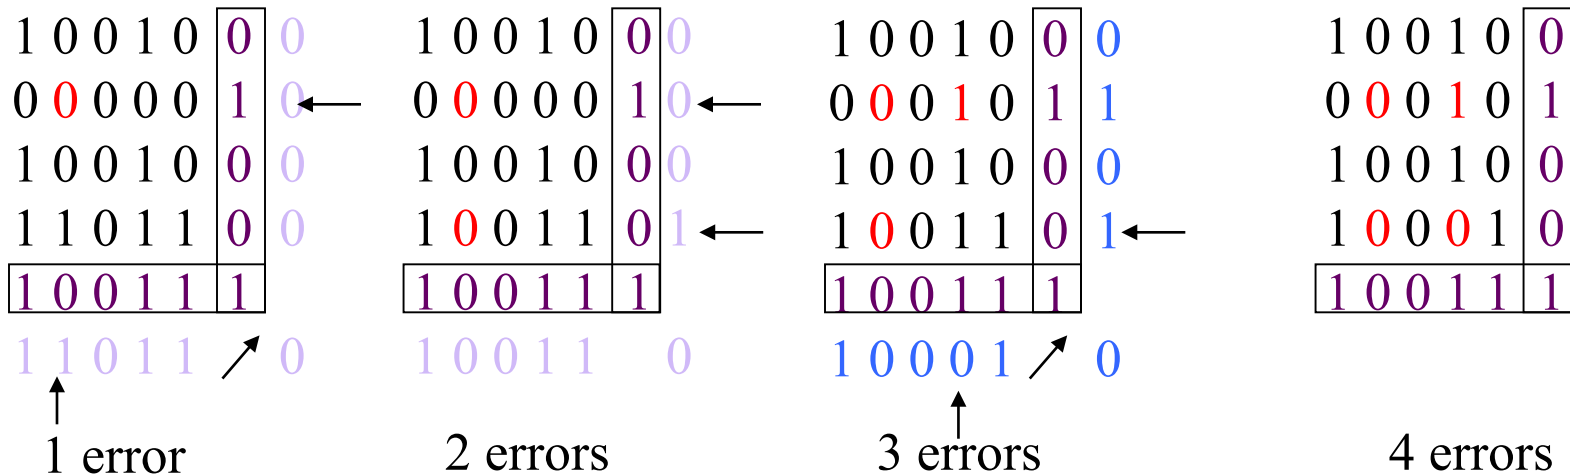 1 0 0 1 0 0 0 1 0 0 1 0 0 0 1 0 0 1 0 0 0 1 0 0 1 0 0
0 0 0 0 0 1 0 0 0 0 0 0 1 0 0 0 0 1 0 1 1 0 0 0 1 0 1
1 0 0 1 0 0 0 1 0 0 1 0 0 0 1 0 0 1 0 0 0 1 0 0 1 0 0
1 1 0 1 1 0 0 1 0 0 1 1 0 1 1 0 0 1 1 0 1 1 0 0 0 1 0
1 0 0 1 1 1 1 0 0 1 1 1 1 0 0 1 1 1 1 0 0 1 1 1
1 1 0 1 1 0 1 0 0 1 1 0 1 0 0 0 1 0
1 error 2 errors 3 errors 4 errors